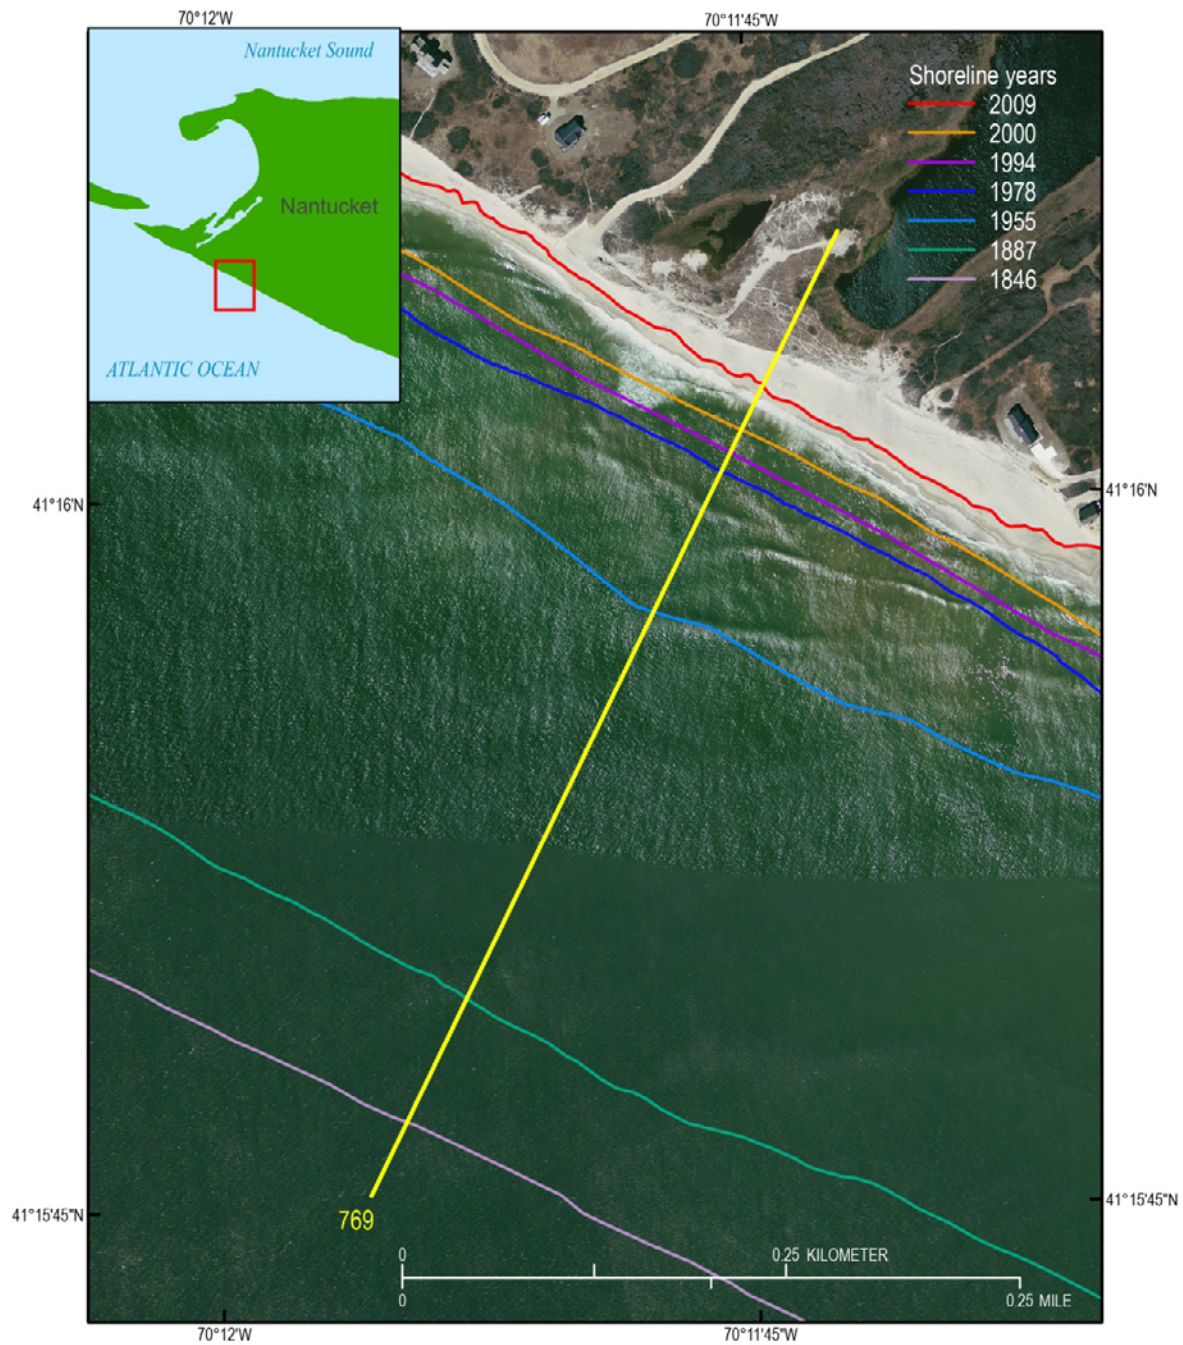 70°12'W
70°11'45"W
Nantucket Sound
Nantucket
ATLANTIC OCEAN
Shoreline years
2009
2000
1994
1978
1955
1887
1846
41°16'N
41°16'N
41°15'45"N
41°15'45"N
769
0
0.25 KILOMETER
0
0.25 MILE
70°12'W
70°11'45"W